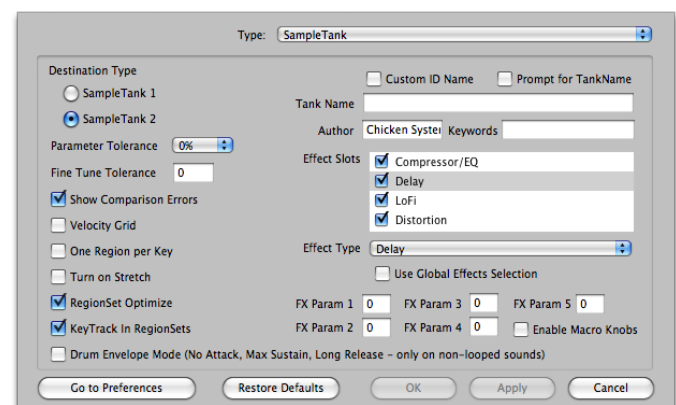 Type: SampleTank
Destination Type
SampleTank 1
SampleTank 2
Parameter Tolerance 0%
Fine Tune Tolerance 0
Show Comparison Errors
Velocity Grid
One Region per Key
Turn on Stretch
RegionSet Optimize
KeyTrack In RegionSets
Drum Envelope Mode (No Attack, Max Sustain, Long Release - only on non-looped sounds)
Custom ID Name Prompt for TankName
Tank Name
Author Chicken System Keywords
Effect Slots
Compressor/EQ
Delay
LoFi
Distortion
Effect Type Delay
Use Global Effects Selection
FX Param 1 0 FX Param 3 0 FX Param 5 0
FX Param 2 0 FX Param 4 0 Enable Macro Knobs
Go to Preferences Restore Defaults OK Apply Cancel